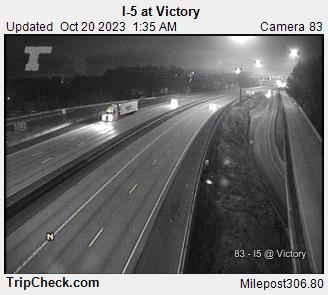 I-5 at Victory
Updated Oct 20 2023 1:35 AM Camera 83
T
N
83 - I5 @ Victory
TripCheck.com Milepost306.80